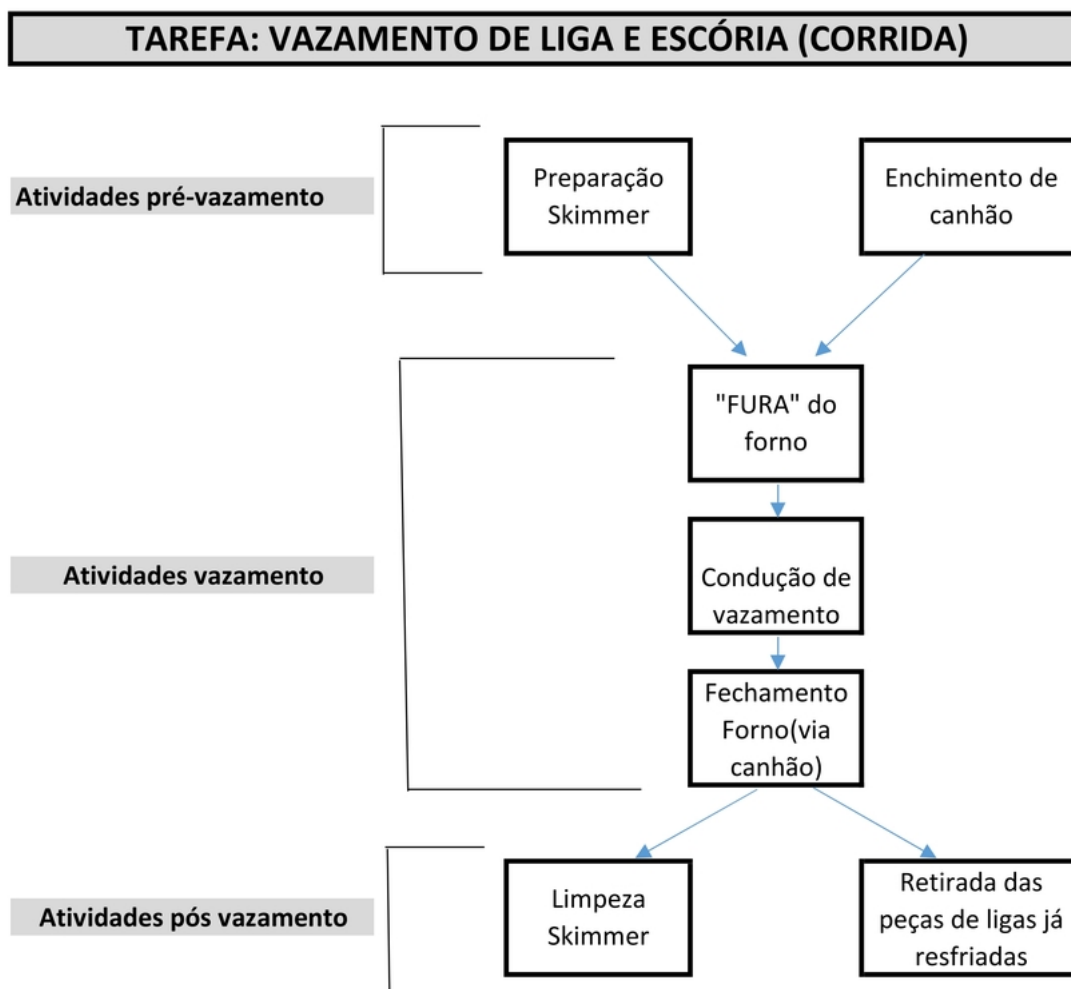 TAREFA: VAZAMENTO DE LIGA E ESCÓRIA (CORRIDA)
Atividades pré-vazamento
Preparação
Skimmer
Enchimento de
canhão
"FURA" do
forno
Atividades vazamento
Condução de
vazamento
Fechamento
Forno(via
canhão)
Atividades pós vazamento
Limpeza
Skimmer
Retirada das
peças de ligas já
resfriadas